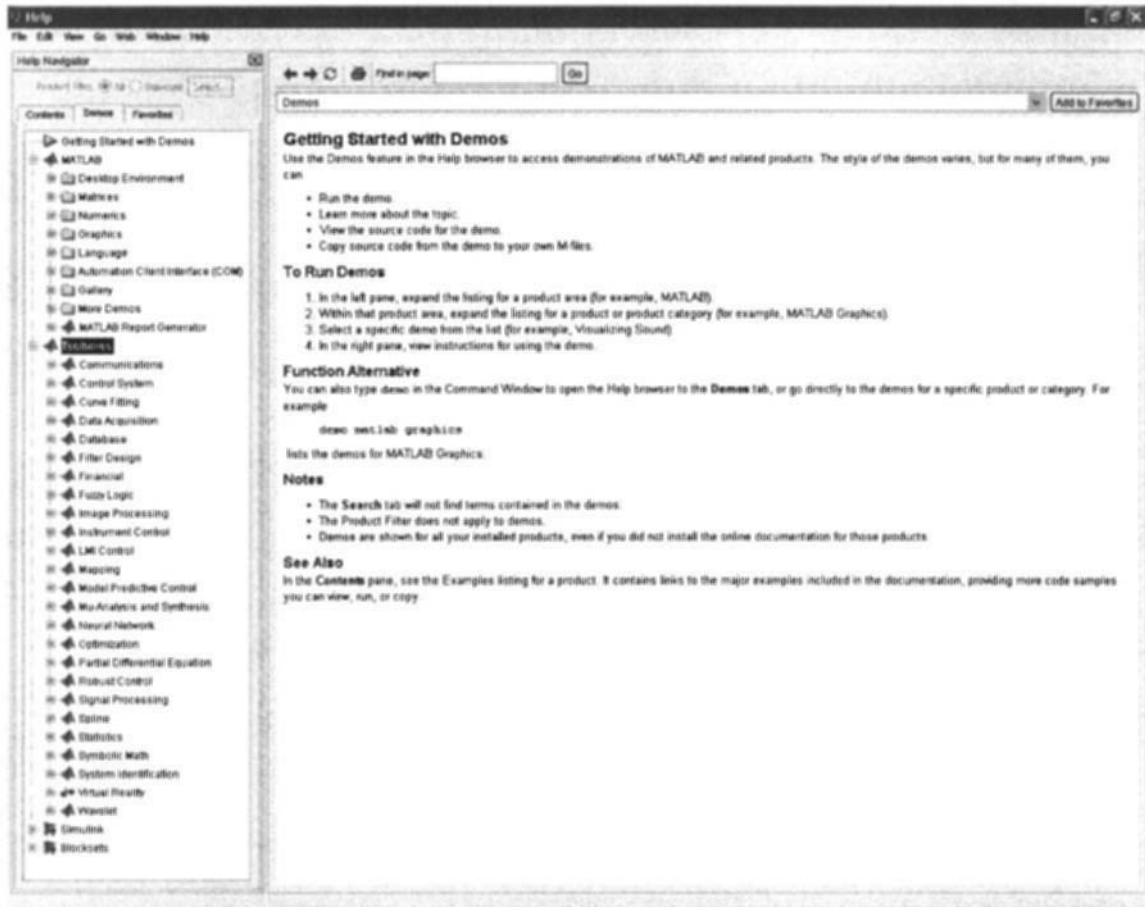 Help
File Edit View Go Web Window Help
Help Navigator
Product filter: All Selected Select...
Contents Demos Favorites
Getting Started with Demos
MATLAB
Desktop Environment
Matrices
Numerics
Graphics
Language
Automation Client Interface (COM)
Gallery
More Demos
MATLAB Report Generator
Toolboxes
Communications
Control System
Curve Fitting
Data Acquisition
Database
Filter Design
Financial
Fuzzy Logic
Image Processing
Instrument Control
LMI Control
Mapping
Model Predictive Control
Mu-Analysis and Synthesis
Neural Network
Optimization
Partial Differential Equation
Robust Control
Signal Processing
Spline
Statistics
Symbolic Math
System Identification
Virtual Reality
Wavelet
Simulink
Blocksets
Find in page: Go
Demos Add to Favorites
Getting Started with Demos
Use the Demos feature in the Help browser to access demonstrations of MATLAB and related products. The style of the demos varies, but for many of them, you
can
• Run the demo.
• Learn more about the topic.
• View the source code for the demo.
• Copy source code from the demo to your own M-files.
To Run Demos
1. In the left pane, expand the listing for a product area (for example, MATLAB).
2. Within that product area, expand the listing for a product or product category (for example, MATLAB Graphics).
3. Select a specific demo from the list (for example, Visualizing Sound)
4. In the right pane, view instructions for using the demo.
Function Alternative
You can also type demo in the Command Window to open the Help browser to the Demos tab, or go directly to the demos for a specific product or category. For
example
demo matlab graphics
lists the demos for MATLAB Graphics.
Notes
• The Search tab will not find terms contained in the demos.
• The Product Filter does not apply to demos.
• Demos are shown for all your installed products, even if you did not install the online documentation for those products
See Also
In the Contents pane, see the Examples listing for a product. It contains links to the major examples included in the documentation, providing more code samples
you can view, run, or copy.